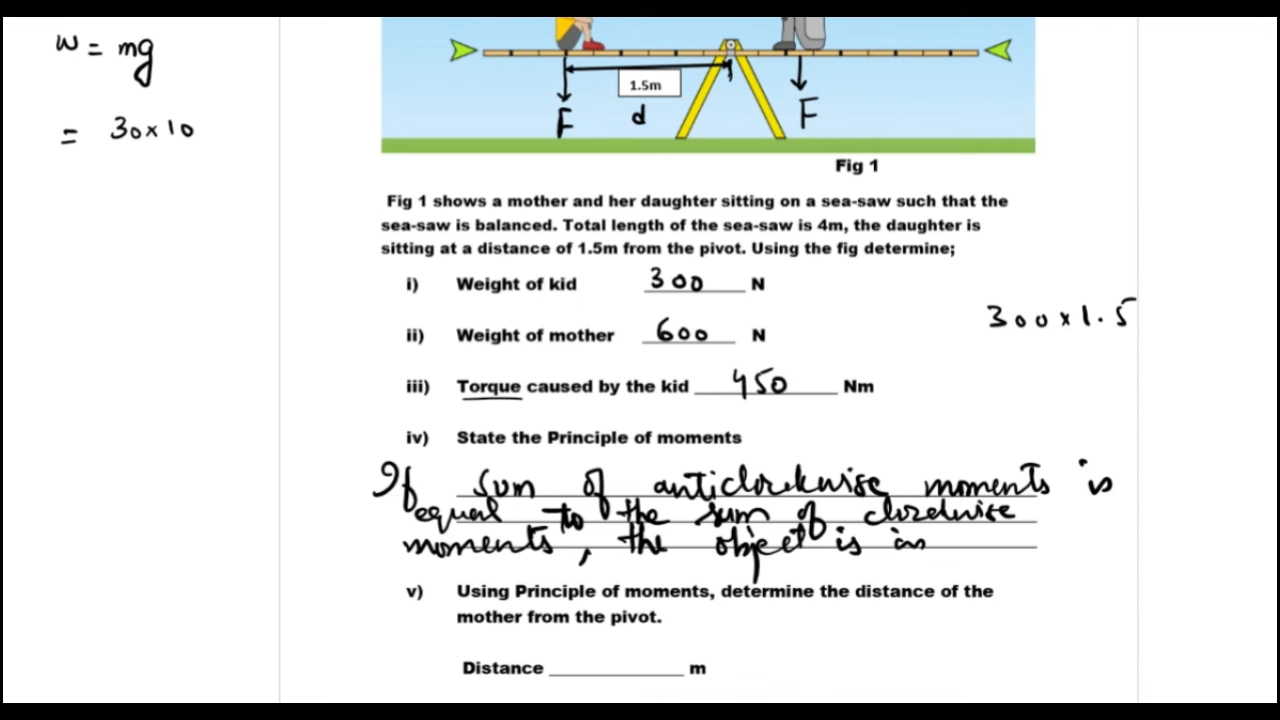 w = mg
= 30 x 10
1.5m
F
d
F
Fig 1
Fig 1 shows a mother and her daughter sitting on a sea-saw such that the
sea-saw is balanced. Total length of the sea-saw is 4m, the daughter is
sitting at a distance of 1.5m from the pivot. Using the fig determine;
i) Weight of kid 300 N
300 x 1.5
ii) Weight of mother 600 N
iii) Torque caused by the kid 450 Nm
iv) State the Principle of moments
If sum of anticlockwise moments is
equal to the sum of clockwise
moments, the object is in
v) Using Principle of moments, determine the distance of the
mother from the pivot.
Distance ____________ m